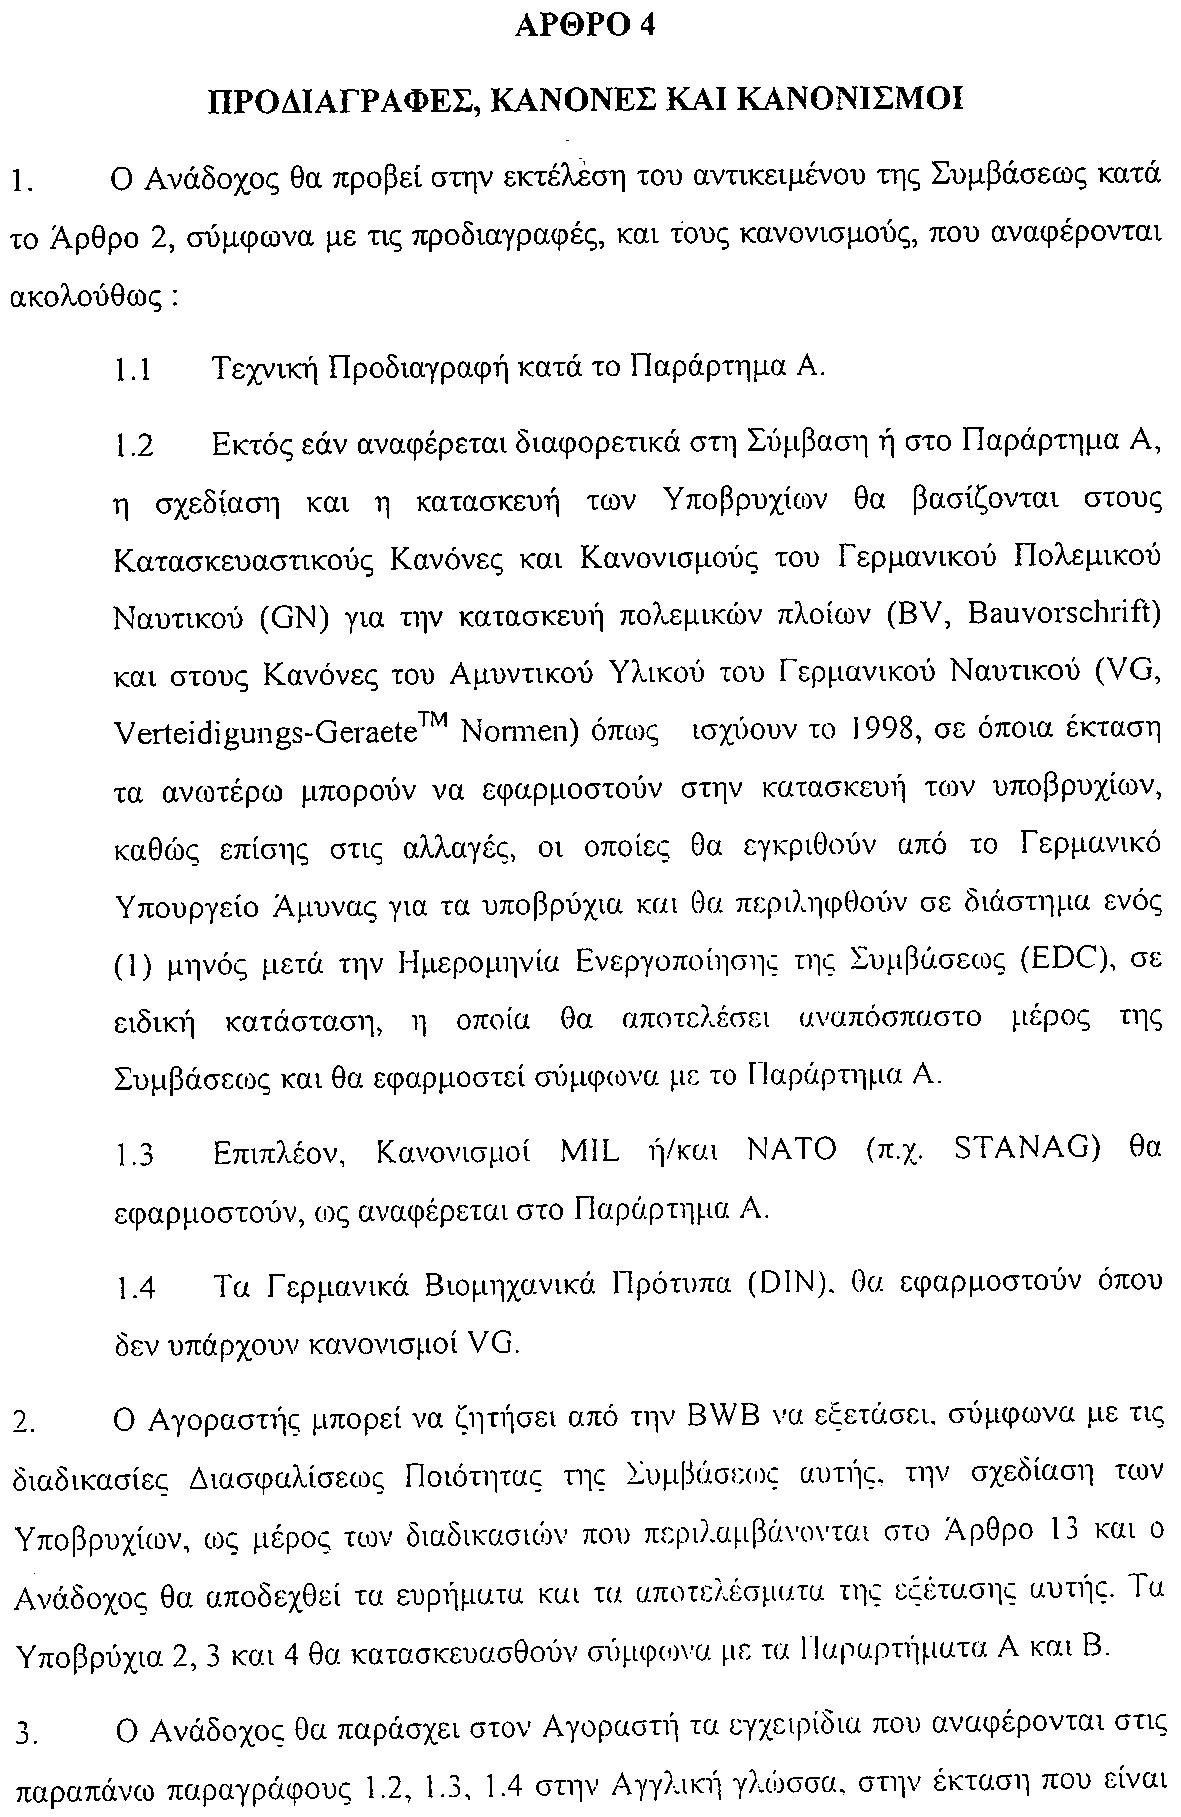 ΑΡΘΡΟ 4
ΠΡΟΔΙΑΓΡΑΦΕΣ, ΚΑΝΟΝΕΣ ΚΑΙ ΚΑΝΟΝΙΣΜΟΙ
1. Ο Ανάδοχος θα προβεί στην εκτέλεση του αντικειμένου της Συμβάσεως κατά
το Άρθρο 2, σύμφωνα με τις προδιαγραφές, και τους κανονισμούς, που αναφέρονται
ακολούθως :
1.1 Τεχνική Προδιαγραφή κατά το Παράρτημα Α.
1.2 Εκτός εάν αναφέρεται διαφορετικά στη Σύμβαση ή στο Παράρτημα Α,
η σχεδίαση και η κατασκευή των Υποβρυχίων θα βασίζονται στους
Κατασκευαστικούς Κανόνες και Κανονισμούς του Γερμανικού Πολεμικού
Ναυτικού (GN) για την κατασκευή πολεμικών πλοίων (BV, Bauvorschrift)
και στους Κανόνες του Αμυντικού Υλικού του Γερμανικού Ναυτικού (VG,
Verteidigungs-Geraete™ Normen) όπως ισχύουν το 1998, σε όποια έκταση
τα ανωτέρω μπορούν να εφαρμοστούν στην κατασκευή των υποβρυχίων,
καθώς επίσης στις αλλαγές, οι οποίες θα εγκριθούν από το Γερμανικό
Υπουργείο Άμυνας για τα υποβρύχια και θα περιληφθούν σε διάστημα ενός
(1) μηνός μετά την Ημερομηνία Ενεργοποίησης της Συμβάσεως (EDC), σε
ειδική κατάσταση, η οποία θα αποτελέσει αναπόσπαστο μέρος της
Συμβάσεως και θα εφαρμοστεί σύμφωνα με το Παράρτημα Α.
1.3 Επιπλέον, Κανονισμοί MIL ή/και NATO (π.χ. STANAG) θα
εφαρμοστούν, ως αναφέρεται στο Παράρτημα Α.
1.4 Τα Γερμανικά Βιομηχανικά Πρότυπα (DIN), θα εφαρμοστούν όπου
δεν υπάρχουν κανονισμοί VG.
2. Ο Αγοραστής μπορεί να ζητήσει από την BWB να εξετάσει, σύμφωνα με τις
διαδικασίες Διασφαλίσεως Ποιότητας της Συμβάσεως αυτής, την σχεδίαση των
Υποβρυχίων, ως μέρος των διαδικασιών που περιλαμβάνονται στο Άρθρο 13 και ο
Ανάδοχος θα αποδεχθεί τα ευρήματα και τα αποτελέσματα της εξέτασης αυτής. Τα
Υποβρύχια 2, 3 και 4 θα κατασκευασθούν σύμφωνα με τα Παραρτήματα Α και Β.
3. Ο Ανάδοχος θα παράσχει στον Αγοραστή τα εγχειρίδια που αναφέρονται στις
παραπάνω παραγράφους 1.2, 1.3, 1.4 στην Αγγλική γλώσσα, στην έκταση που είναι